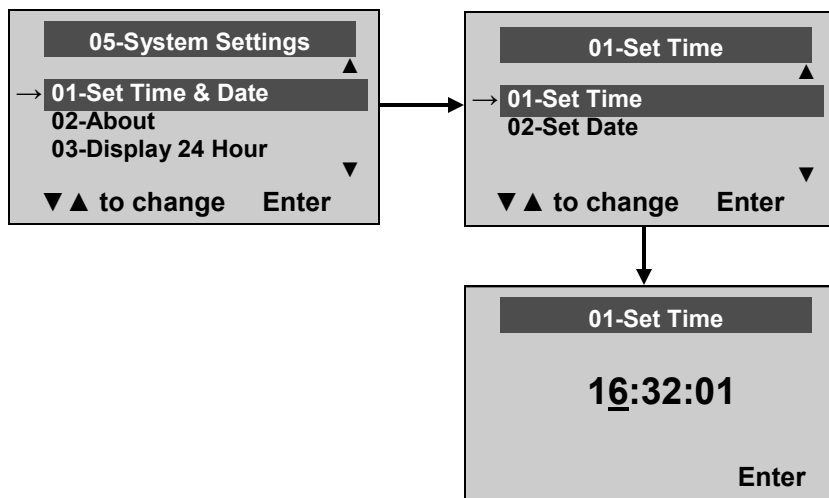 05-System Settings
▲
→ 01-Set Time & Date
02-About
03-Display 24 Hour
▼
▼▲ to change Enter
01-Set Time
▲
→ 01-Set Time
02-Set Date
▼
▼▲ to change Enter
01-Set Time
16:32:01
Enter